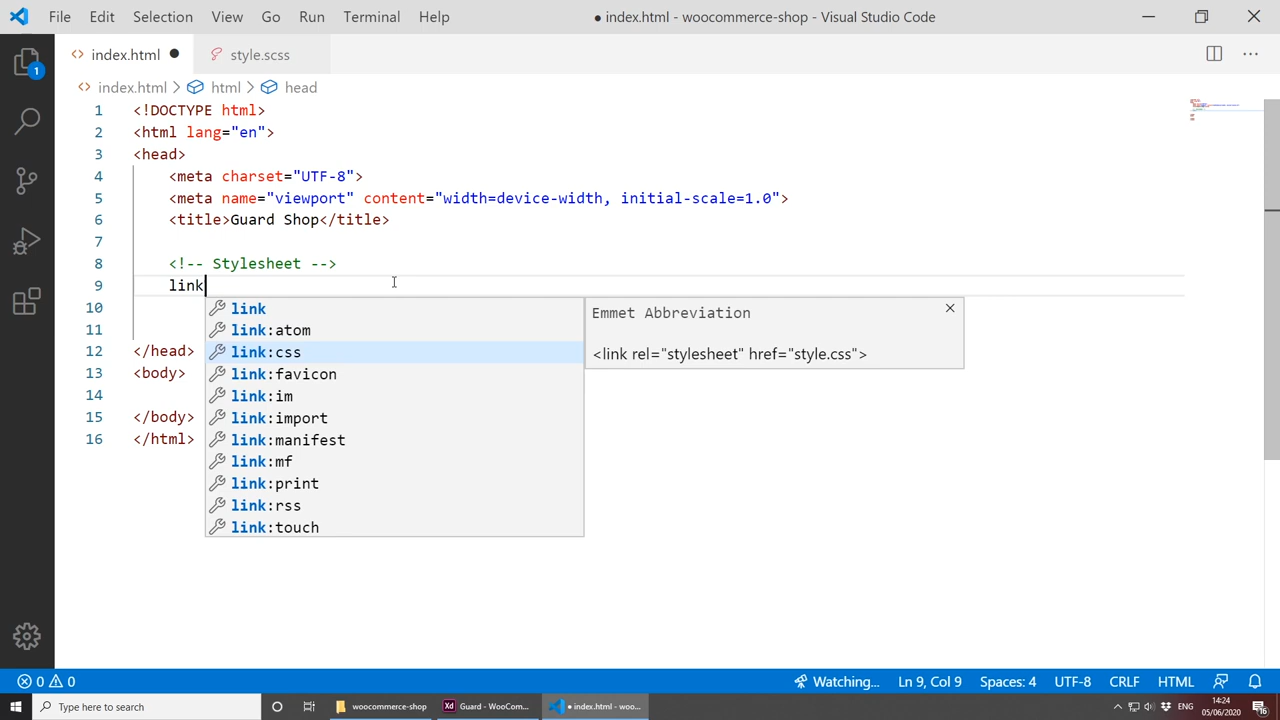 File Edit Selection View Go Run Terminal Help ● index.html - woocommerce-shop - Visual Studio Code
index.html ● style.scss
index.html > html > head
1 <!DOCTYPE html>
2 <html lang="en">
3 <head>
4 <meta charset="UTF-8">
5 <meta name="viewport" content="width=device-width, initial-scale=1.0">
6 <title>Guard Shop</title>
7
8 <!-- Stylesheet -->
9 link
10 link
link:atom
11 link:css
12 </head> link:favicon
13 <body> link:im
14 link:import
15 </body> link:manifest
16 </html> link:mf
link:print
link:rss
link:touch
Emmet Abbreviation
<link rel="stylesheet" href="style.css">
1
0 0 Watching... Ln 9, Col 9 Spaces: 4 UTF-8 CRLF HTML
Type here to search woocommerce-shop Guard - WooCom... ● index.html - woo... ENG 14:24
05/06/2020 16